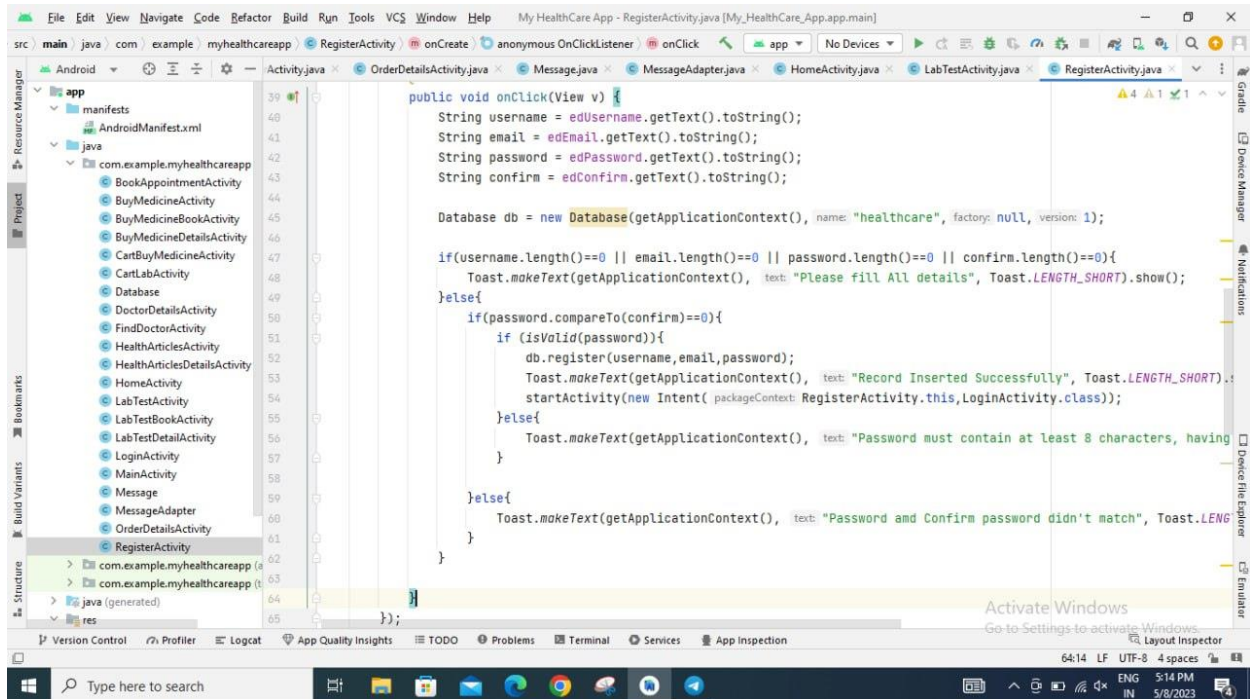 File Edit View Navigate Code Refactor Build Run Tools VCS Window Help My HealthCare App - RegisterActivity.java [My_HealthCare_App.app.main]
src main java com example myhealthcareapp RegisterActivity onCreate anonymous OnClickListener onClick app No Devices
Android Activity.java OrderDetailsActivity.java Message.java MessageAdapter.java HomeActivity.java LabTestActivity.java RegisterActivity.java
Resource Manager
Project
Bookmarks
Build Variants
Structure
app
manifests
AndroidManifest.xml
java
com.example.myhealthcareapp
BookAppointmentActivity
BuyMedicineActivity
BuyMedicineBookActivity
BuyMedicineDetailsActivity
CartBuyMedicineActivity
CartLabActivity
Database
DoctorDetailsActivity
FindDoctorActivity
HealthArticlesActivity
HealthArticlesDetailsActivity
HomeActivity
LabTestActivity
LabTestBookActivity
LabTestDetailActivity
LoginActivity
MainActivity
Message
MessageAdapter
OrderDetailsActivity
RegisterActivity
com.example.myhealthcareapp (a
com.example.myhealthcareapp (t
java (generated)
res
39 public void onClick(View v) {
40 String username = edUsername.getText().toString();
41 String email = edEmail.getText().toString();
42 String password = edPassword.getText().toString();
43 String confirm = edConfirm.getText().toString();
44
45 Database db = new Database(getApplicationContext(), name: "healthcare", factory: null, version: 1);
46
47 if(username.length()==0 || email.length()==0 || password.length()==0 || confirm.length()==0){
48 Toast.makeText(getApplicationContext(), text: "Please fill All details", Toast.LENGTH_SHORT).show();
49 }else{
50 if(password.compareTo(confirm)==0){
51 if (isValid(password)){
52 db.register(username,email,password);
53 Toast.makeText(getApplicationContext(), text: "Record Inserted Successfully", Toast.LENGTH_SHORT).s
54 startActivity(new Intent( packageContext: RegisterActivity.this,LoginActivity.class));
55 }else{
56 Toast.makeText(getApplicationContext(), text: "Password must contain at least 8 characters, having
57 }
58
59 }else{
60 Toast.makeText(getApplicationContext(), text: "Password amd Confirm password didn't match", Toast.LENG
61 }
62 }
63
64 }
65 });
4 1 1
Gradle
Device Manager
Notifications
Device File Explorer
Emulator
Activate Windows
Go to Settings to activate Windows.
Version Control Profiler Logcat App Quality Insights TODO Problems Terminal Services App Inspection Layout Inspector
64:14 LF UTF-8 4 spaces
Type here to search
ENG 5:14 PM
IN 5/8/2023
4